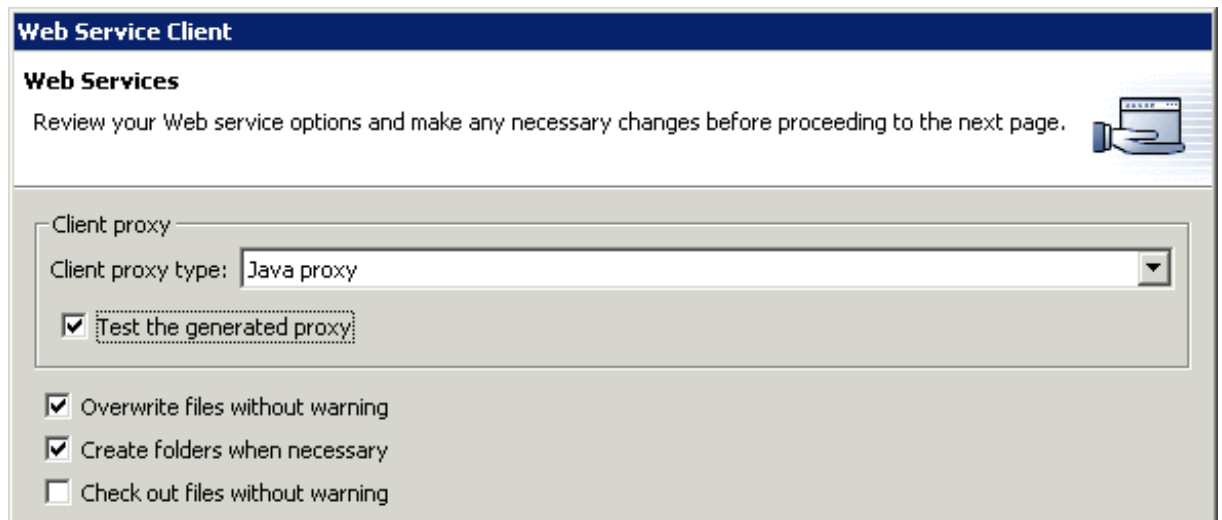 Web Service Client
Web Services
Review your Web service options and make any necessary changes before proceeding to the next page.
Client proxy
Client proxy type: Java proxy
Test the generated proxy
Overwrite files without warning
Create folders when necessary
Check out files without warning